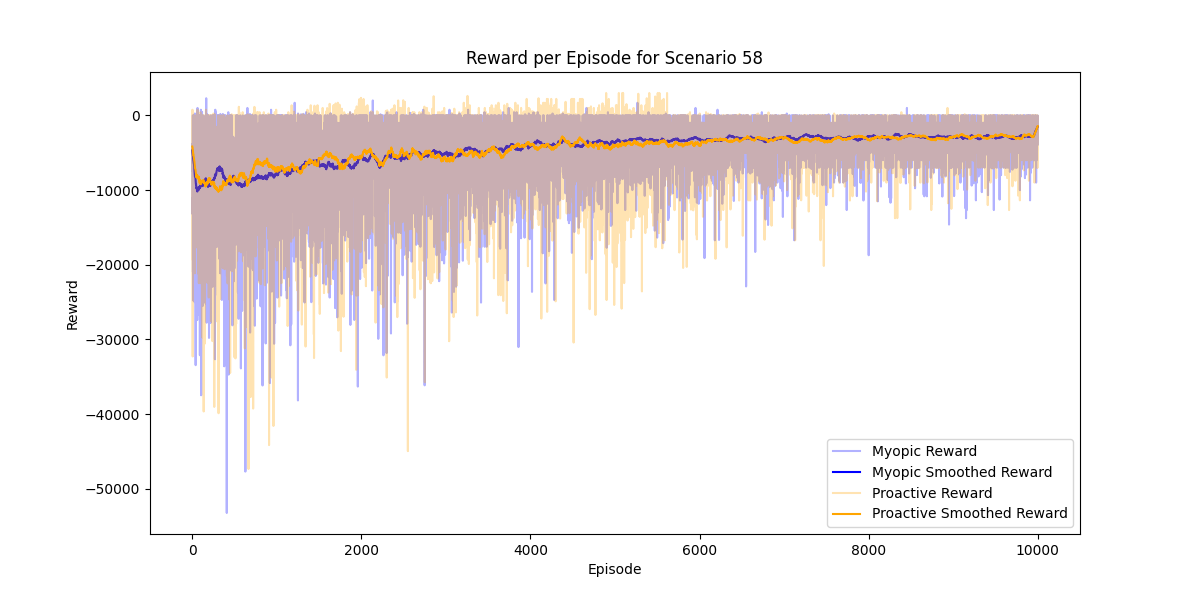 Reward per Episode for Scenario 58
0
−10000
−20000
−30000
−40000
−50000
Reward
0 2000 4000 6000 8000 10000
Episode
Myopic Reward
Myopic Smoothed Reward
Proactive Reward
Proactive Smoothed Reward